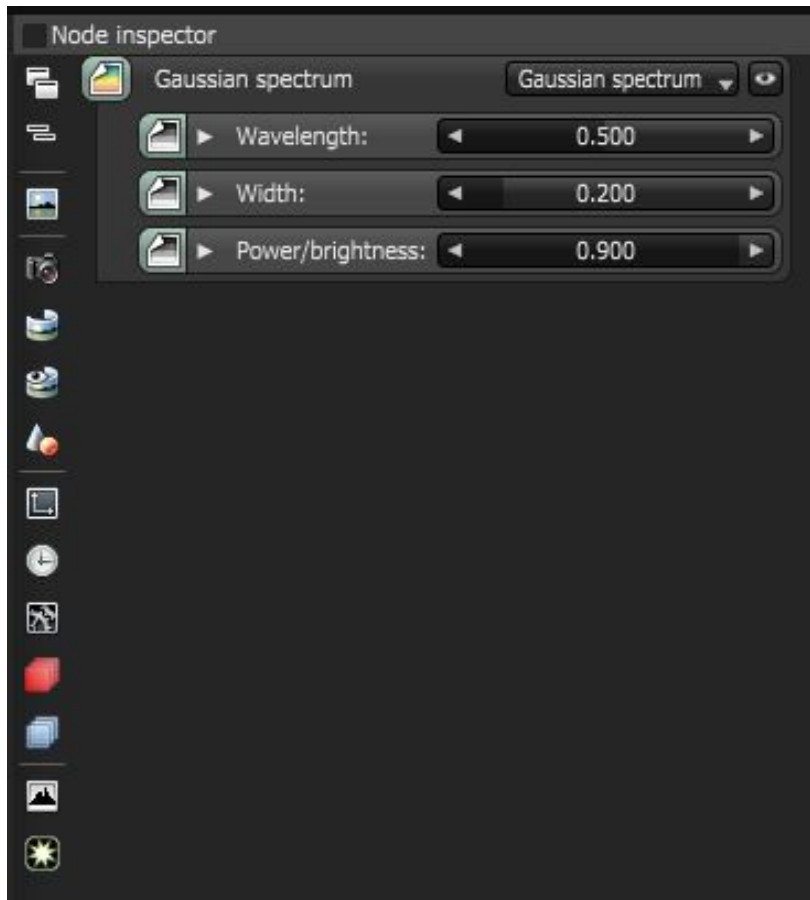 Node inspector
Gaussian spectrum Gaussian spectrum
Wavelength: 0.500
Width: 0.200
Power/brightness: 0.900